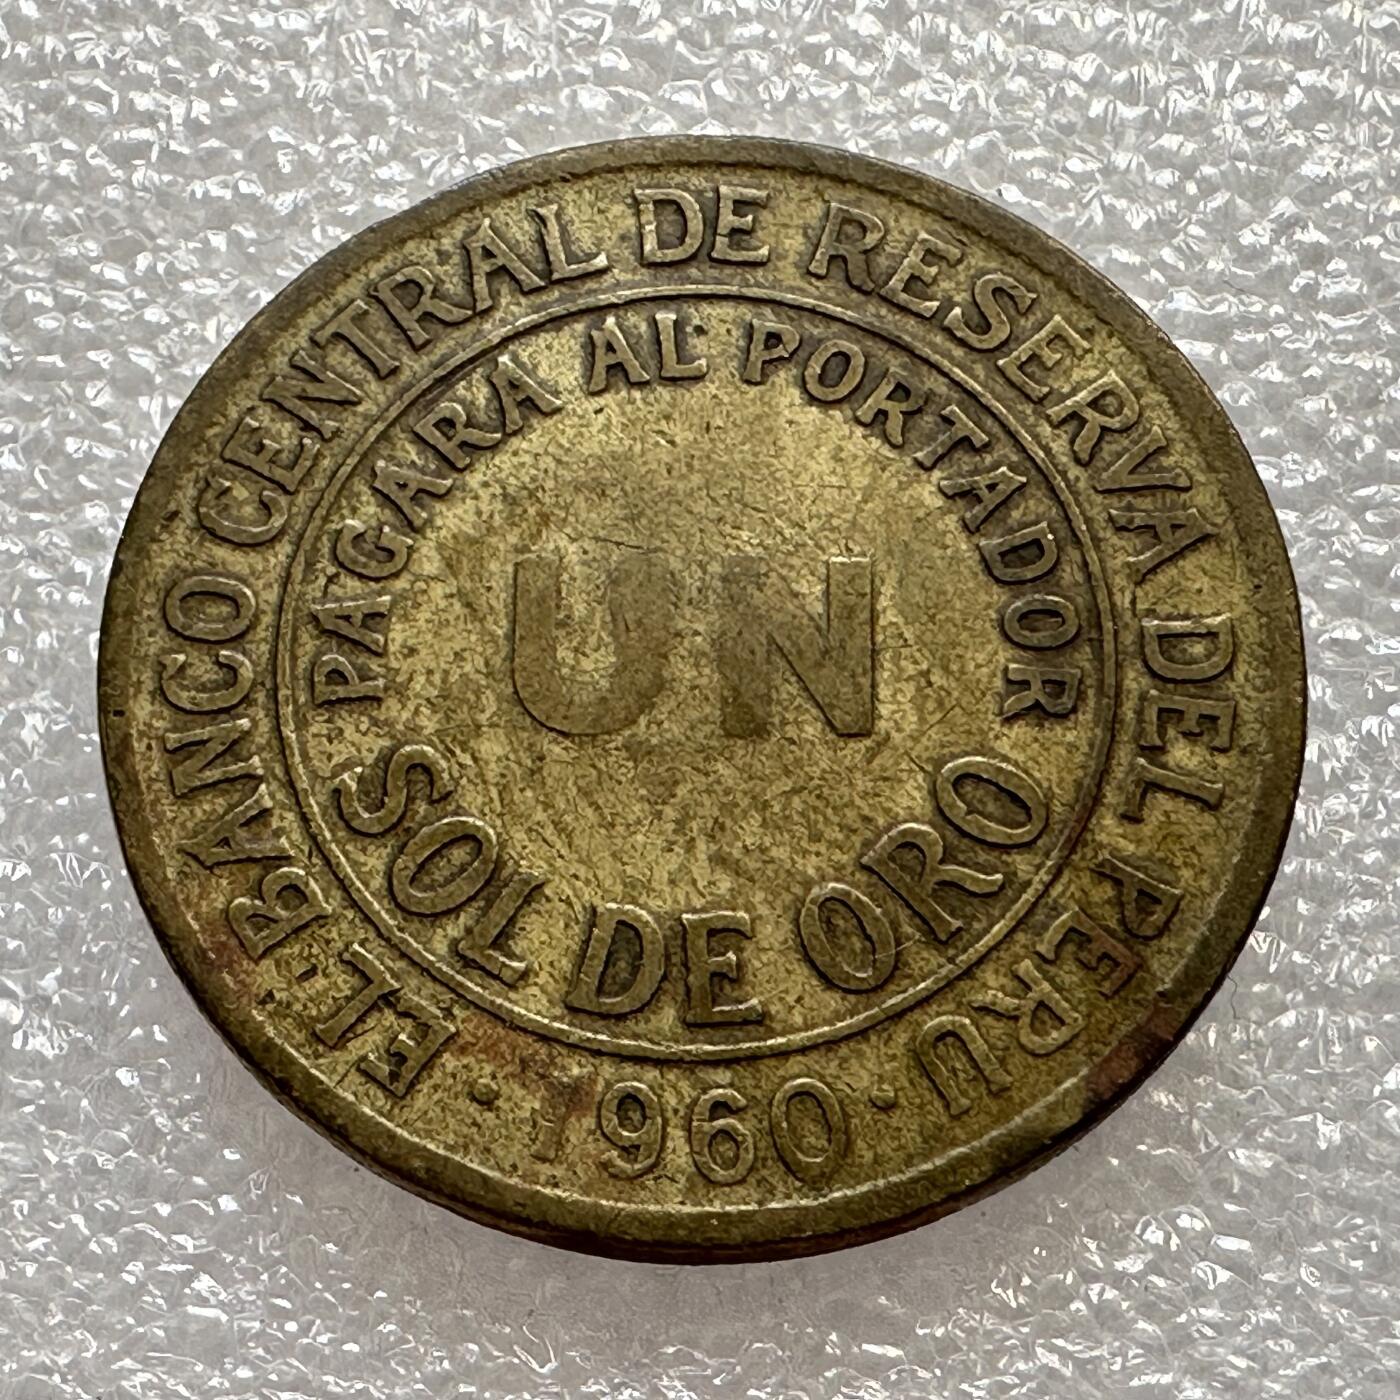 EL BANCO CENTRAL DE RESERVA DEL PERU
PAGARA AL PORTADOR
UN
SOL DE ORO
· 1960 ·